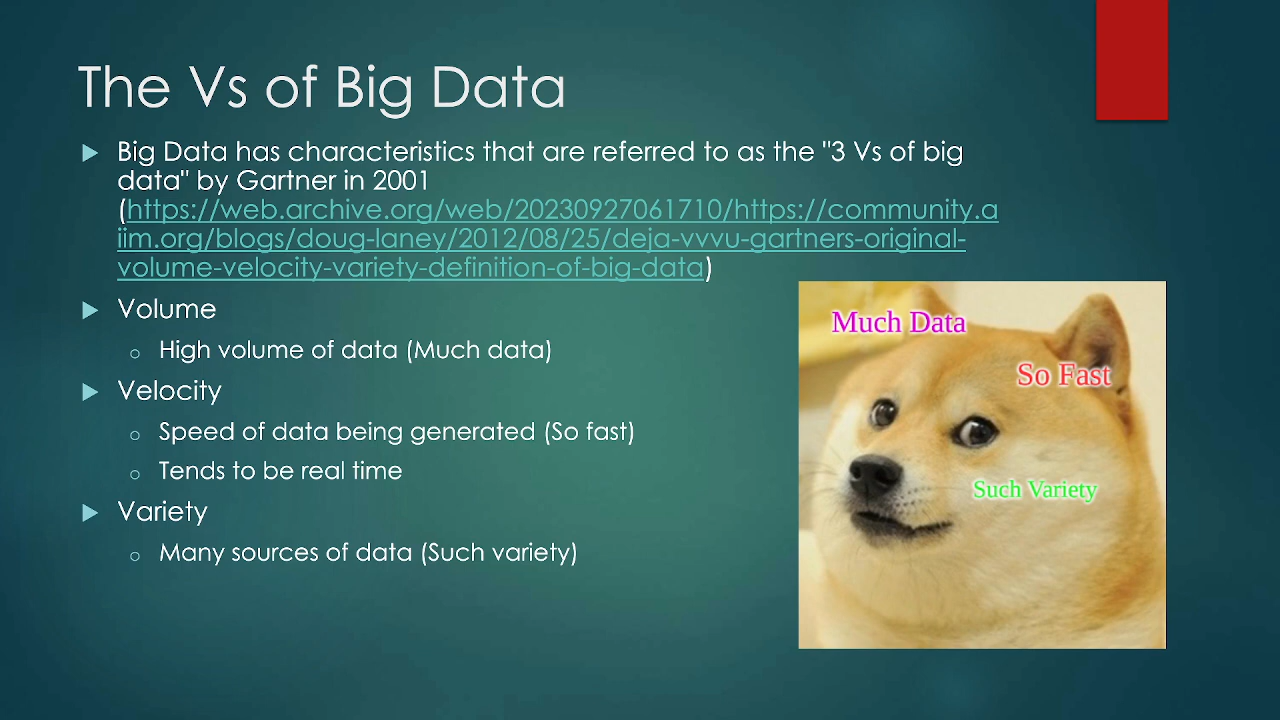 The Vs of Big Data
Big Data has characteristics that are referred to as the "3 Vs of big
data" by Gartner in 2001
(https://web.archive.org/web/20230927061710/https://community.a
iim.org/blogs/doug-laney/2012/08/25/deja-vvvu-gartners-original-
volume-velocity-variety-definition-of-big-data)
Volume
High volume of data (Much data)
Velocity
Speed of data being generated (So fast)
Tends to be real time
Variety
Many sources of data (Such variety)
Much Data
So Fast
Such Variety